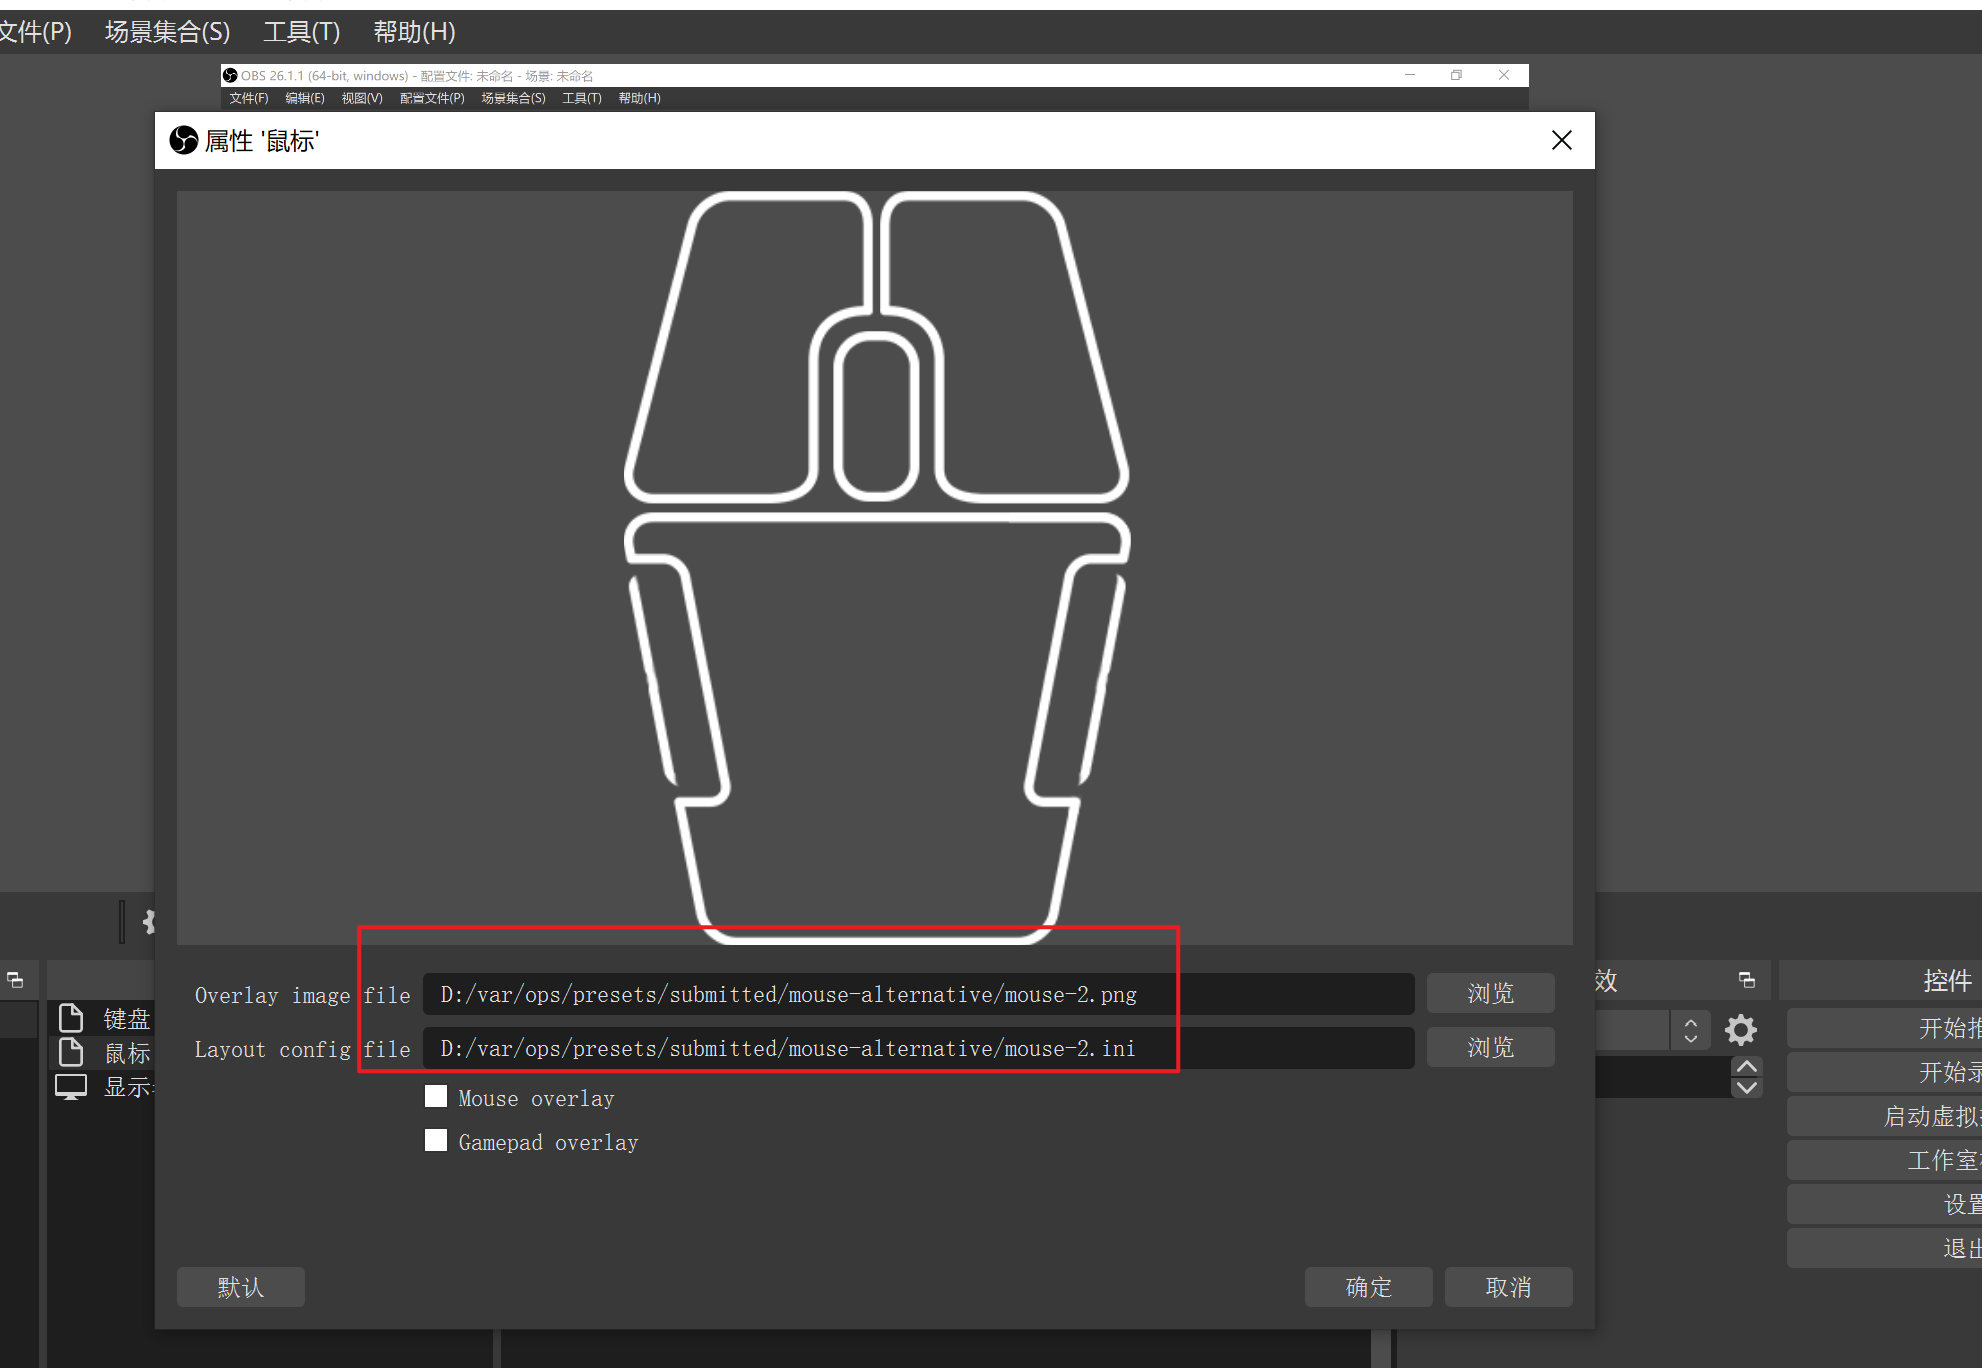 文件(P) 场景集合(S) 工具(T) 帮助(H)
OBS 26.1.1 (64-bit, windows) - 配置文件: 未命名 - 场景: 未命名
文件(F) 编辑(E) 视图(V) 配置文件(P) 场景集合(S) 工具(T) 帮助(H)
属性 '鼠标'
Overlay image file D:/var/ops/presets/submitted/mouse-alternative/mouse-2.png 浏览
Layout config file D:/var/ops/presets/submitted/mouse-alternative/mouse-2.ini 浏览
Mouse overlay
Gamepad overlay
默认 确定 取消
键盘
鼠标
显示
效
控件
开始推
开始录
启动虚拟
工作室
设置
退出